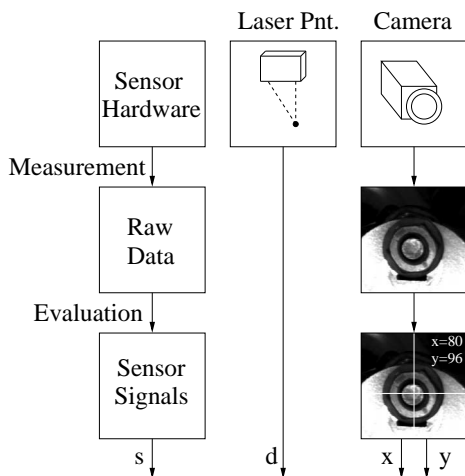 Laser Pnt.
Camera
Sensor
Hardware
Measurement
Raw
Data
Evaluation
Sensor
Signals
x=80
y=96
s
d
x
y